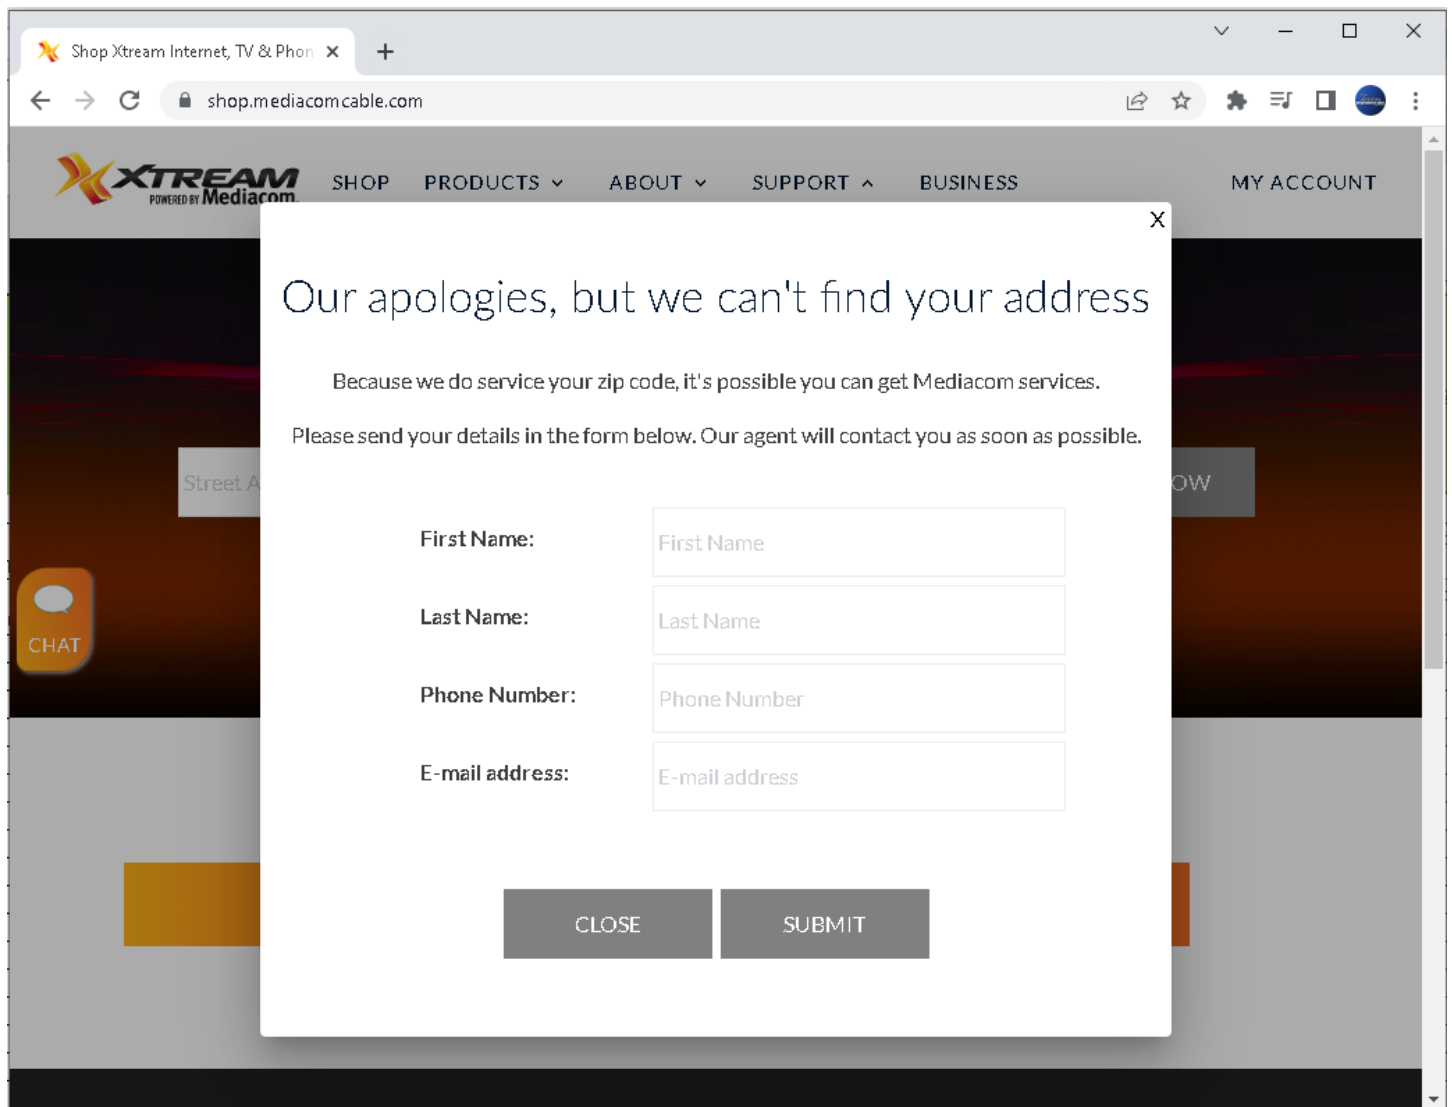 Shop Xtream Internet, TV & Phon
shop.mediacomcable.com
XTREAM
POWERED BY Mediacom.
SHOP PRODUCTS ABOUT SUPPORT BUSINESS MY ACCOUNT
X
Our apologies, but we can't find your address
Because we do service your zip code, it's possible you can get Mediacom services.
Please send your details in the form below. Our agent will contact you as soon as possible.
Street A
OW
First Name: First Name
Last Name: Last Name
CHAT
Phone Number: Phone Number
E-mail address: E-mail address
CLOSE SUBMIT